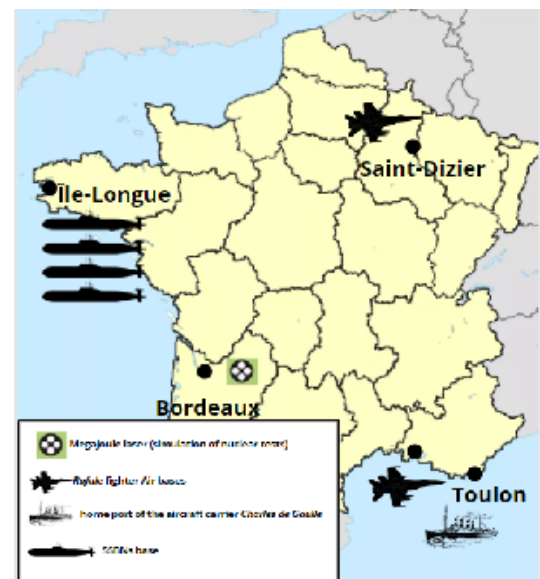 Saint-Dizier
Île-Longue
Bordeaux
Toulon
Megajoule laser (simulation of nuclear tests)
Rafale fighter Air bases
home port of the aircraft carrier Charles de Gaulle
SSBNs base